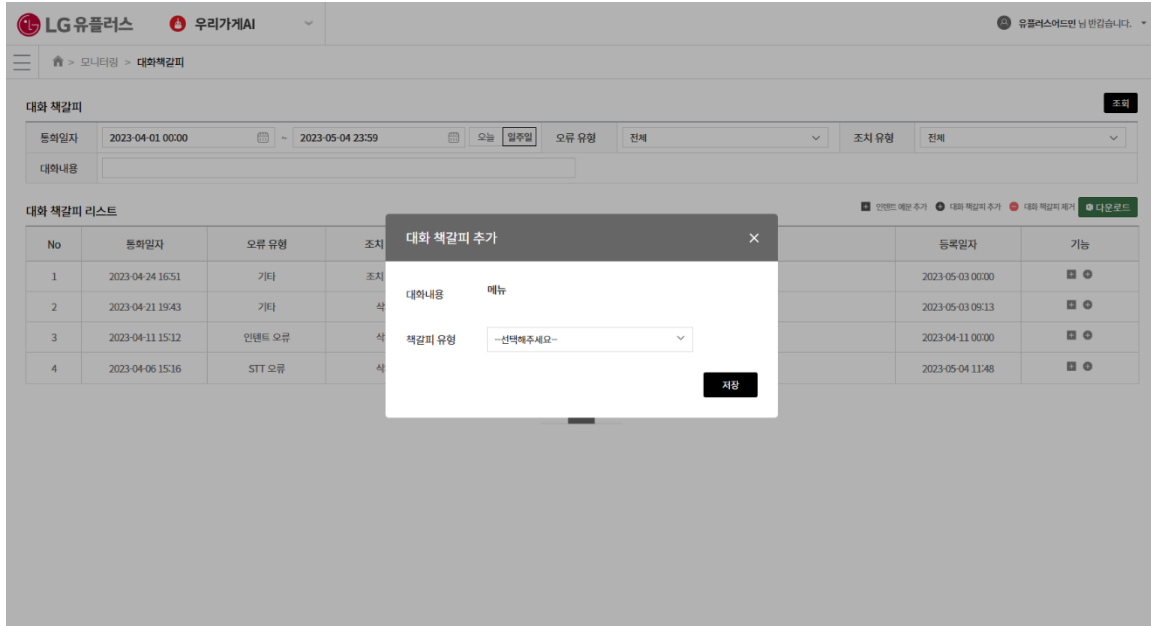 LG 유플러스 우리가게AI 유플러스어드민 님 반갑습니다.
> 모니터링 > 대화책갈피
대화 책갈피 조회
통화일자 2023-04-01 00:00 ~ 2023-05-04 23:59 오늘 일주일 오류 유형 전체 조치 유형 전체
대화내용
대화 책갈피 리스트 인텐트 예문 추가 대화 책갈피 추가 대화 책갈피 제거 다운로드
No 통화일자 오류 유형 조치 등록일자 기능
1 2023-04-24 16:51 기타 조치 2023-05-03 00:00
2 2023-04-21 19:43 기타 2023-05-03 09:13
3 2023-04-11 15:12 인텐트 오류 2023-04-11 00:00
4 2023-04-06 15:16 STT 오류 2023-05-04 11:48
대화 책갈피 추가
대화내용 메뉴
책갈피 유형 --선택해주세요--
저장